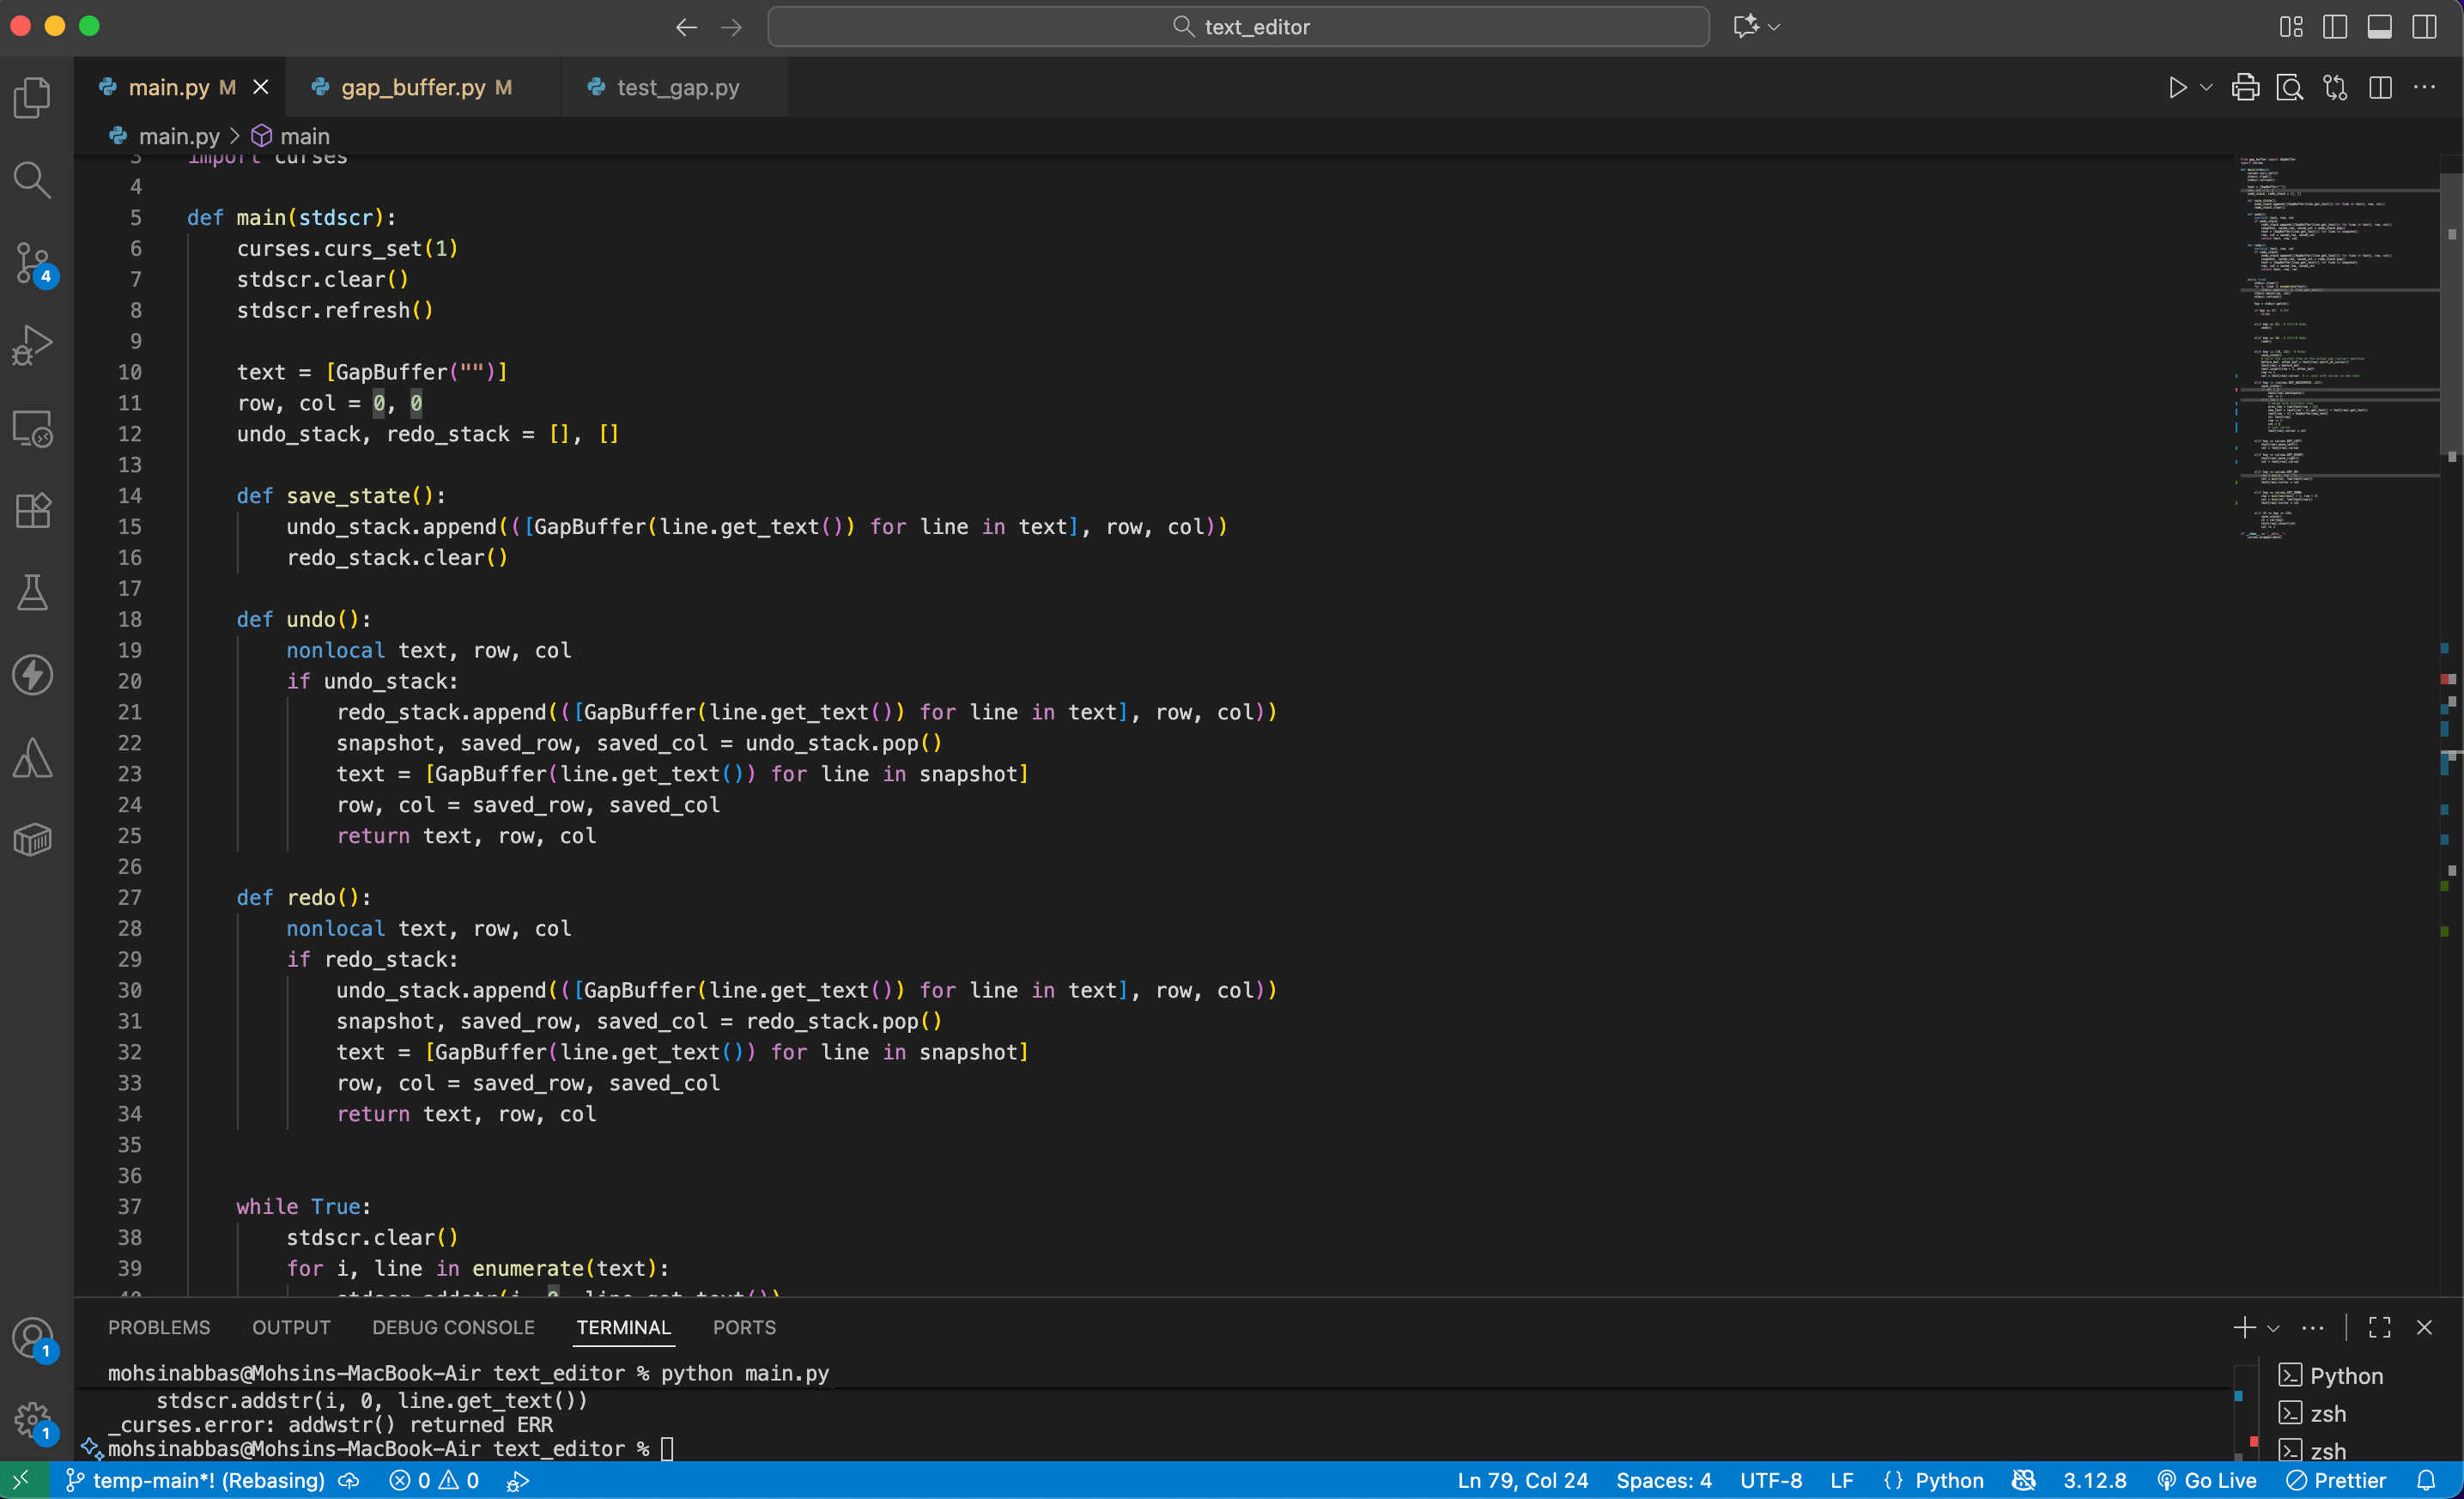 text_editor
main.py M
gap_buffer.py M
test_gap.py
main.py > main
3 import curses
4
5 def main(stdscr):
6 curses.curs_set(1)
7 stdscr.clear()
8 stdscr.refresh()
9
10 text = [GapBuffer("")]
11 row, col = 0, 0
12 undo_stack, redo_stack = [], []
13
14 def save_state():
15 undo_stack.append(([GapBuffer(line.get_text()) for line in text], row, col))
16 redo_stack.clear()
17
18 def undo():
19 nonlocal text, row, col
20 if undo_stack:
21 redo_stack.append(([GapBuffer(line.get_text()) for line in text], row, col))
22 snapshot, saved_row, saved_col = undo_stack.pop()
23 text = [GapBuffer(line.get_text()) for line in snapshot]
24 row, col = saved_row, saved_col
25 return text, row, col
26
27 def redo():
28 nonlocal text, row, col
29 if redo_stack:
30 undo_stack.append(([GapBuffer(line.get_text()) for line in text], row, col))
31 snapshot, saved_row, saved_col = redo_stack.pop()
32 text = [GapBuffer(line.get_text()) for line in snapshot]
33 row, col = saved_row, saved_col
34 return text, row, col
35
36
37 while True:
38 stdscr.clear()
39 for i, line in enumerate(text):
40 stdscr.addstr(i, 0, line.get_text())
4
1
1
PROBLEMS OUTPUT DEBUG CONSOLE TERMINAL PORTS
mohsinabbas@Mohsins-MacBook-Air text_editor % python main.py
stdscr.addstr(i, 0, line.get_text())
_curses.error: addwstr() returned ERR
mohsinabbas@Mohsins-MacBook-Air text_editor %
Python
zsh
zsh
temp-main*! (Rebasing) 0 0 Ln 79, Col 24 Spaces: 4 UTF-8 LF {} Python 3.12.8 Go Live Prettier